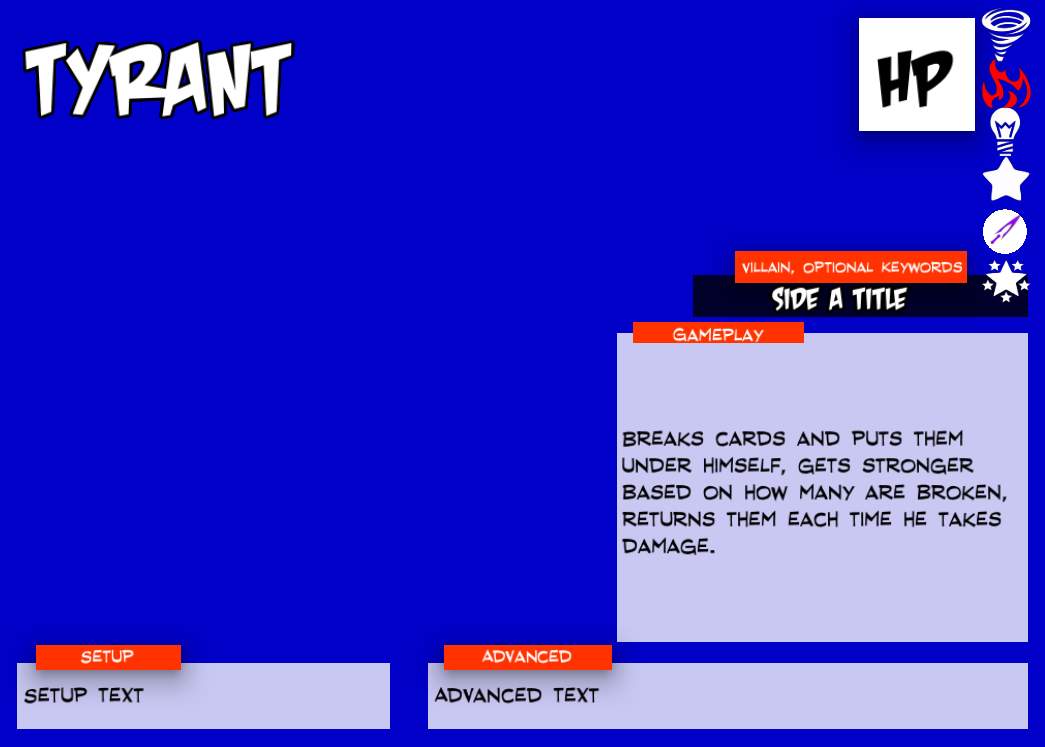 TYRANT
HP
VILLAIN, OPTIONAL KEYWORDS
SIDE A TITLE
GAMEPLAY
BREAKS CARDS AND PUTS THEM
UNDER HIMSELF, GETS STRONGER
BASED ON HOW MANY ARE BROKEN,
RETURNS THEM EACH TIME HE TAKES
DAMAGE.
SETUP
SETUP TEXT
ADVANCED
ADVANCED TEXT